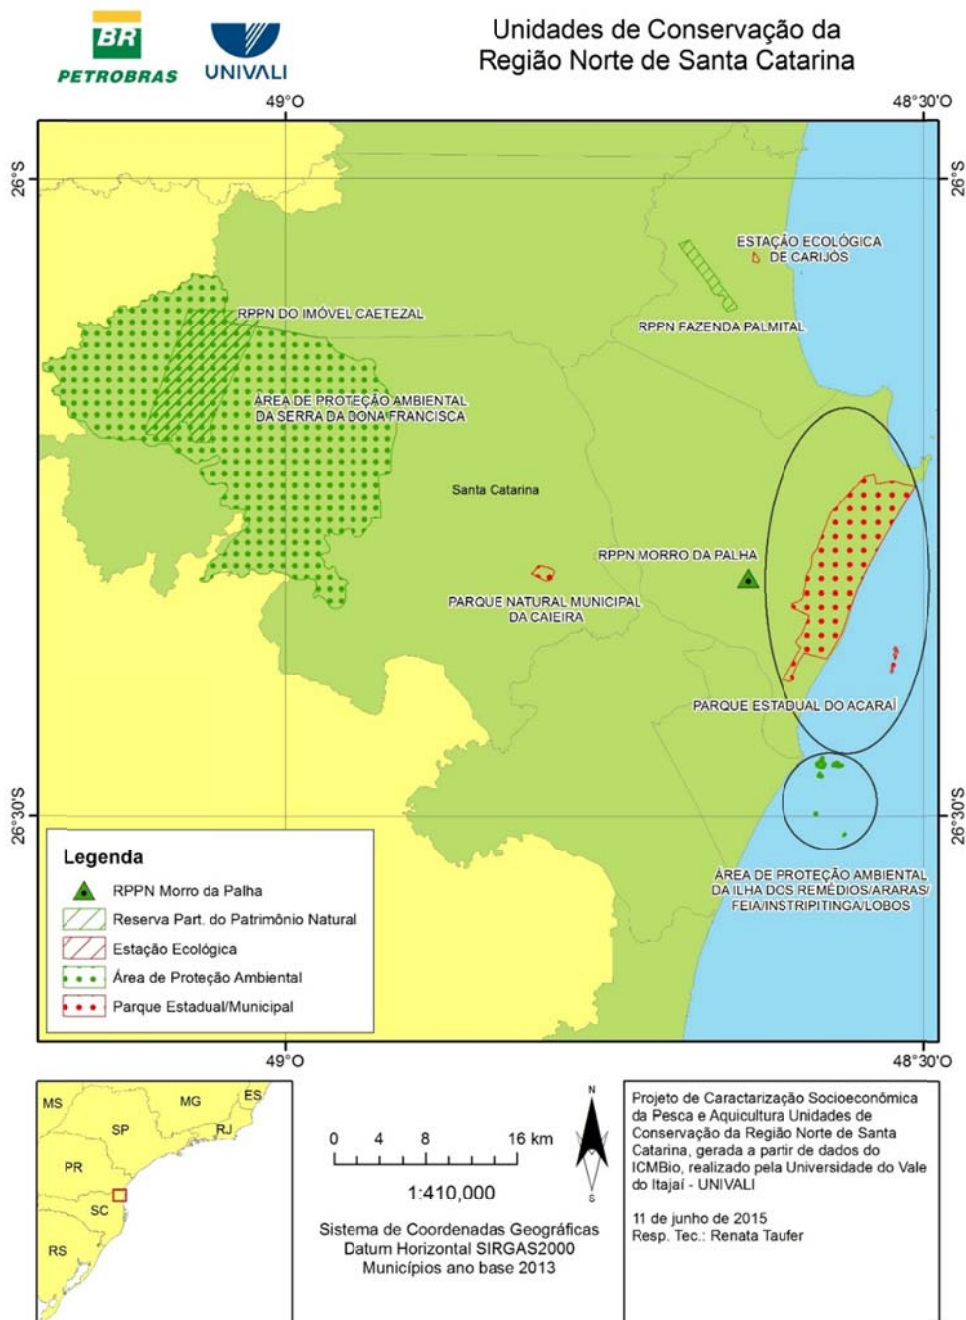 BR
PETROBRAS
UNIVALI
Unidades de Conservação da
Região Norte de Santa Catarina
49°O
48°30'O
26°S
26°S
ESTAÇÃO ECOLÓGICA
DE CARIJÓS
RPPN DO IMÓVEL CAETEZAL
RPPN FAZENDA PALMITAL
ÁREA DE PROTEÇÃO AMBIENTAL
DA SERRA DA DONA FRANCISCA
Santa Catarina
RPPN MORRO DA PALHA
PARQUE NATURAL MUNICIPAL
DA CAIEIRA
PARQUE ESTADUAL DO ACARAÍ
26°30'S
26°30'S
ÁREA DE PROTEÇÃO AMBIENTAL
DA ILHA DOS REMÉDIOS/ARARAS/
FEIA/INSTRIPITINGA/LOBOS
Legenda
RPPN Morro da Palha
Reserva Part. do Patrimônio Natural
Estação Ecológica
Área de Proteção Ambiental
Parque Estadual/Municipal
49°O
48°30'O
MS
MG
ES
SP
RJ
PR
SC
RS
0 4 8 16 km
N
S
1:410,000
Sistema de Coordenadas Geográficas
Datum Horizontal SIRGAS2000
Municípios ano base 2013
Projeto de Caractarização Socioeconômica
da Pesca e Aquicultura Unidades de
Conservação da Região Norte de Santa
Catarina, gerada a partir de dados do
ICMBio, realizado pela Universidade do Vale
do Itajaí - UNIVALI
11 de junho de 2015
Resp. Tec.: Renata Taufer